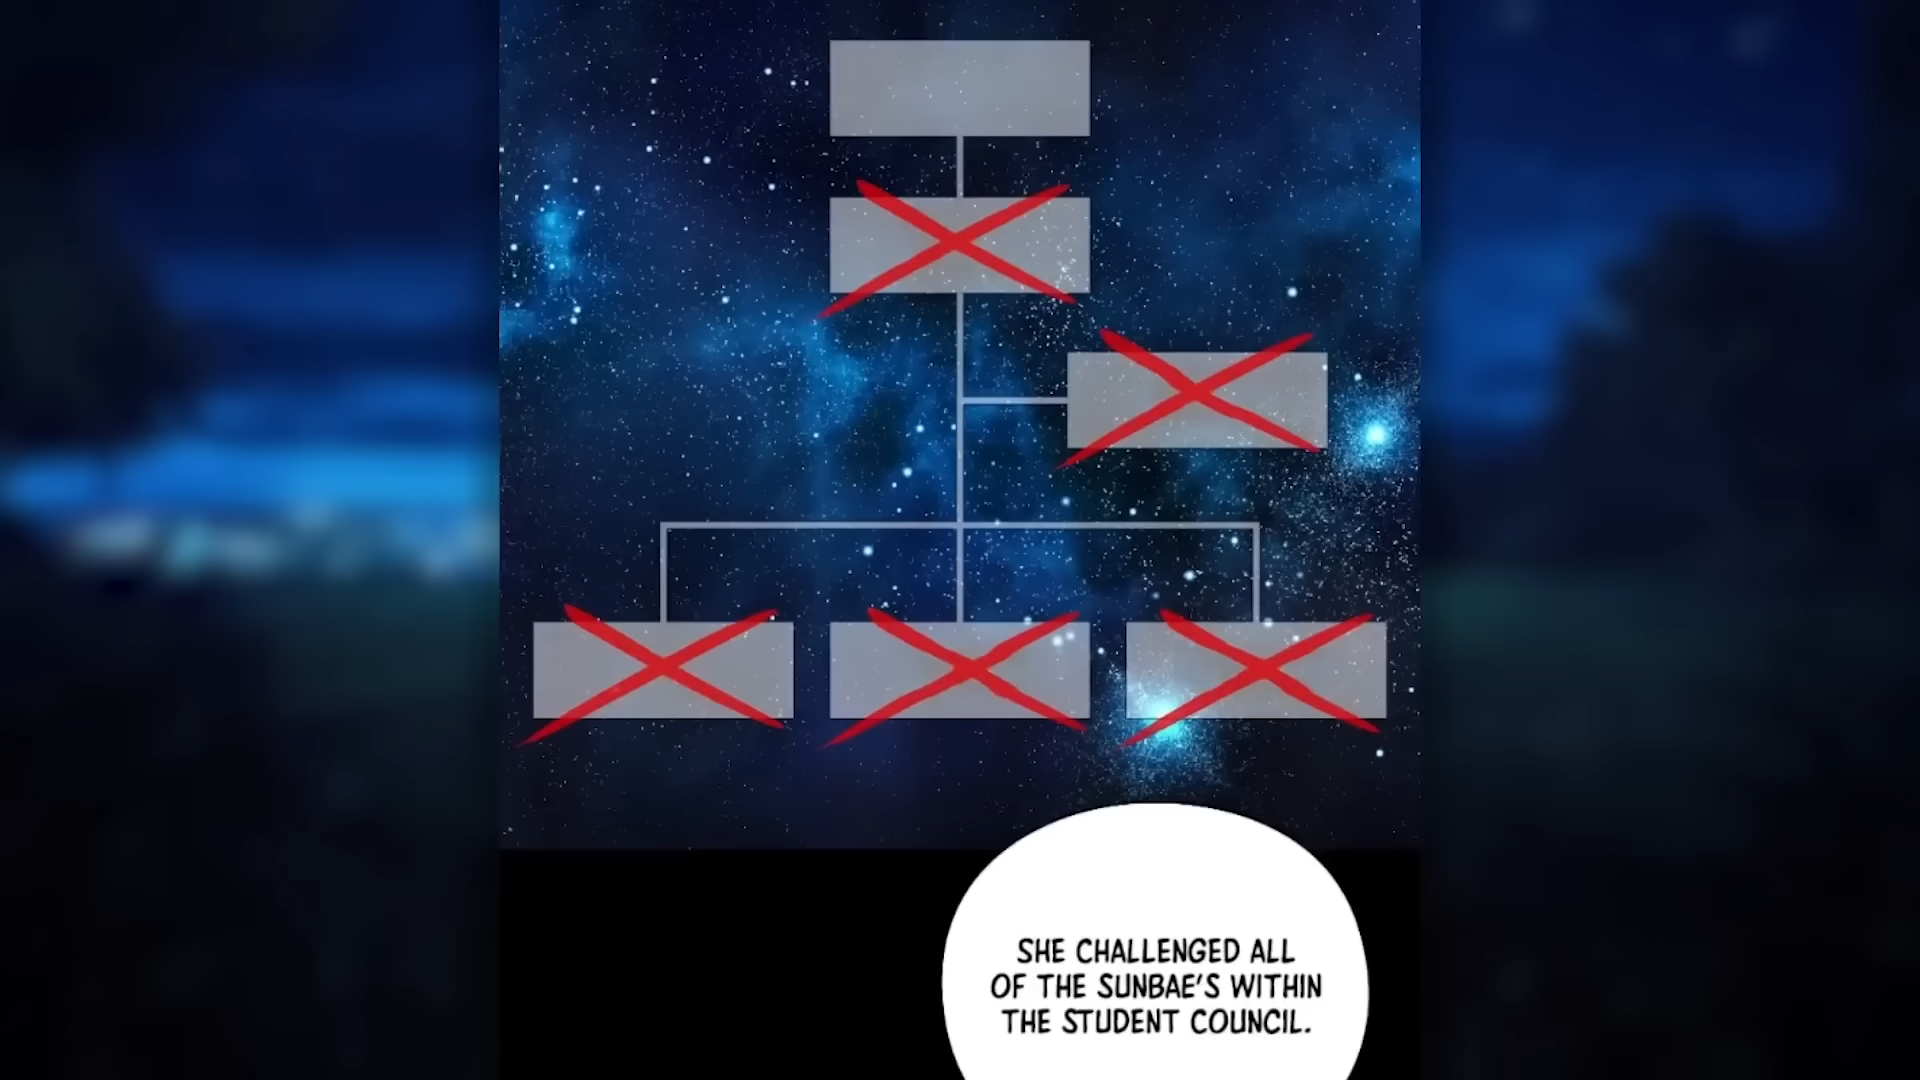 SHE CHALLENGED ALL
OF THE SUNBAE'S WITHIN
THE STUDENT COUNCIL.